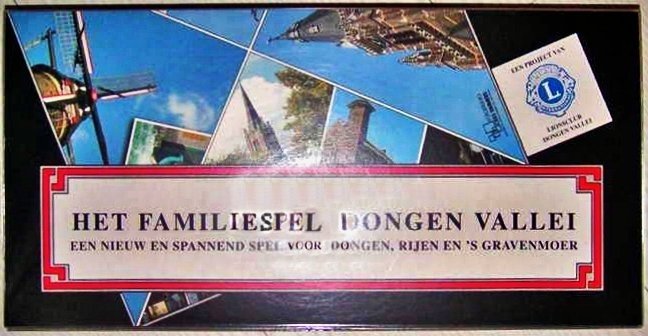 EEN PROJECT VAN
L
LIONSCLUB
DONGEN VALLEI
HET FAMILIESPEL DONGEN VALLEI
EEN NIEUW EN SPANNEND SPEL VOOR DONGEN, RIJEN EN 'S GRAVENMOER